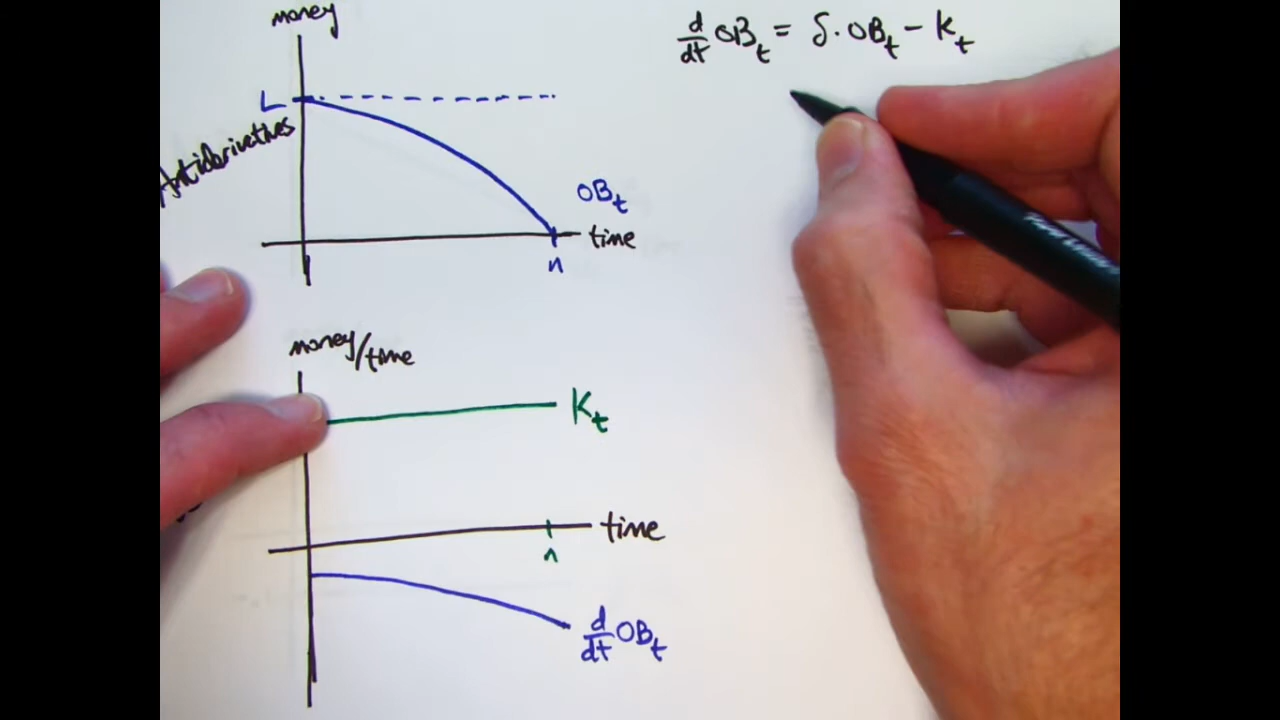 money
L
Antiderivatives
OB_t
time
n
d/dt OB_t = δ · OB_t - K_t
money/time
K_t
time
n
d/dt OB_t